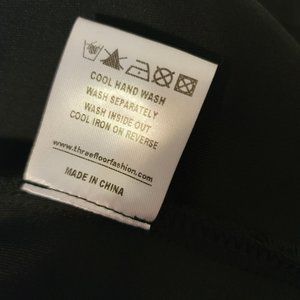 COOL HAND WASH
WASH SEPARATELY
WASH INSIDE OUT
COOL IRON ON REVERSE
www.threefloorfashion.com
MADE IN CHINA